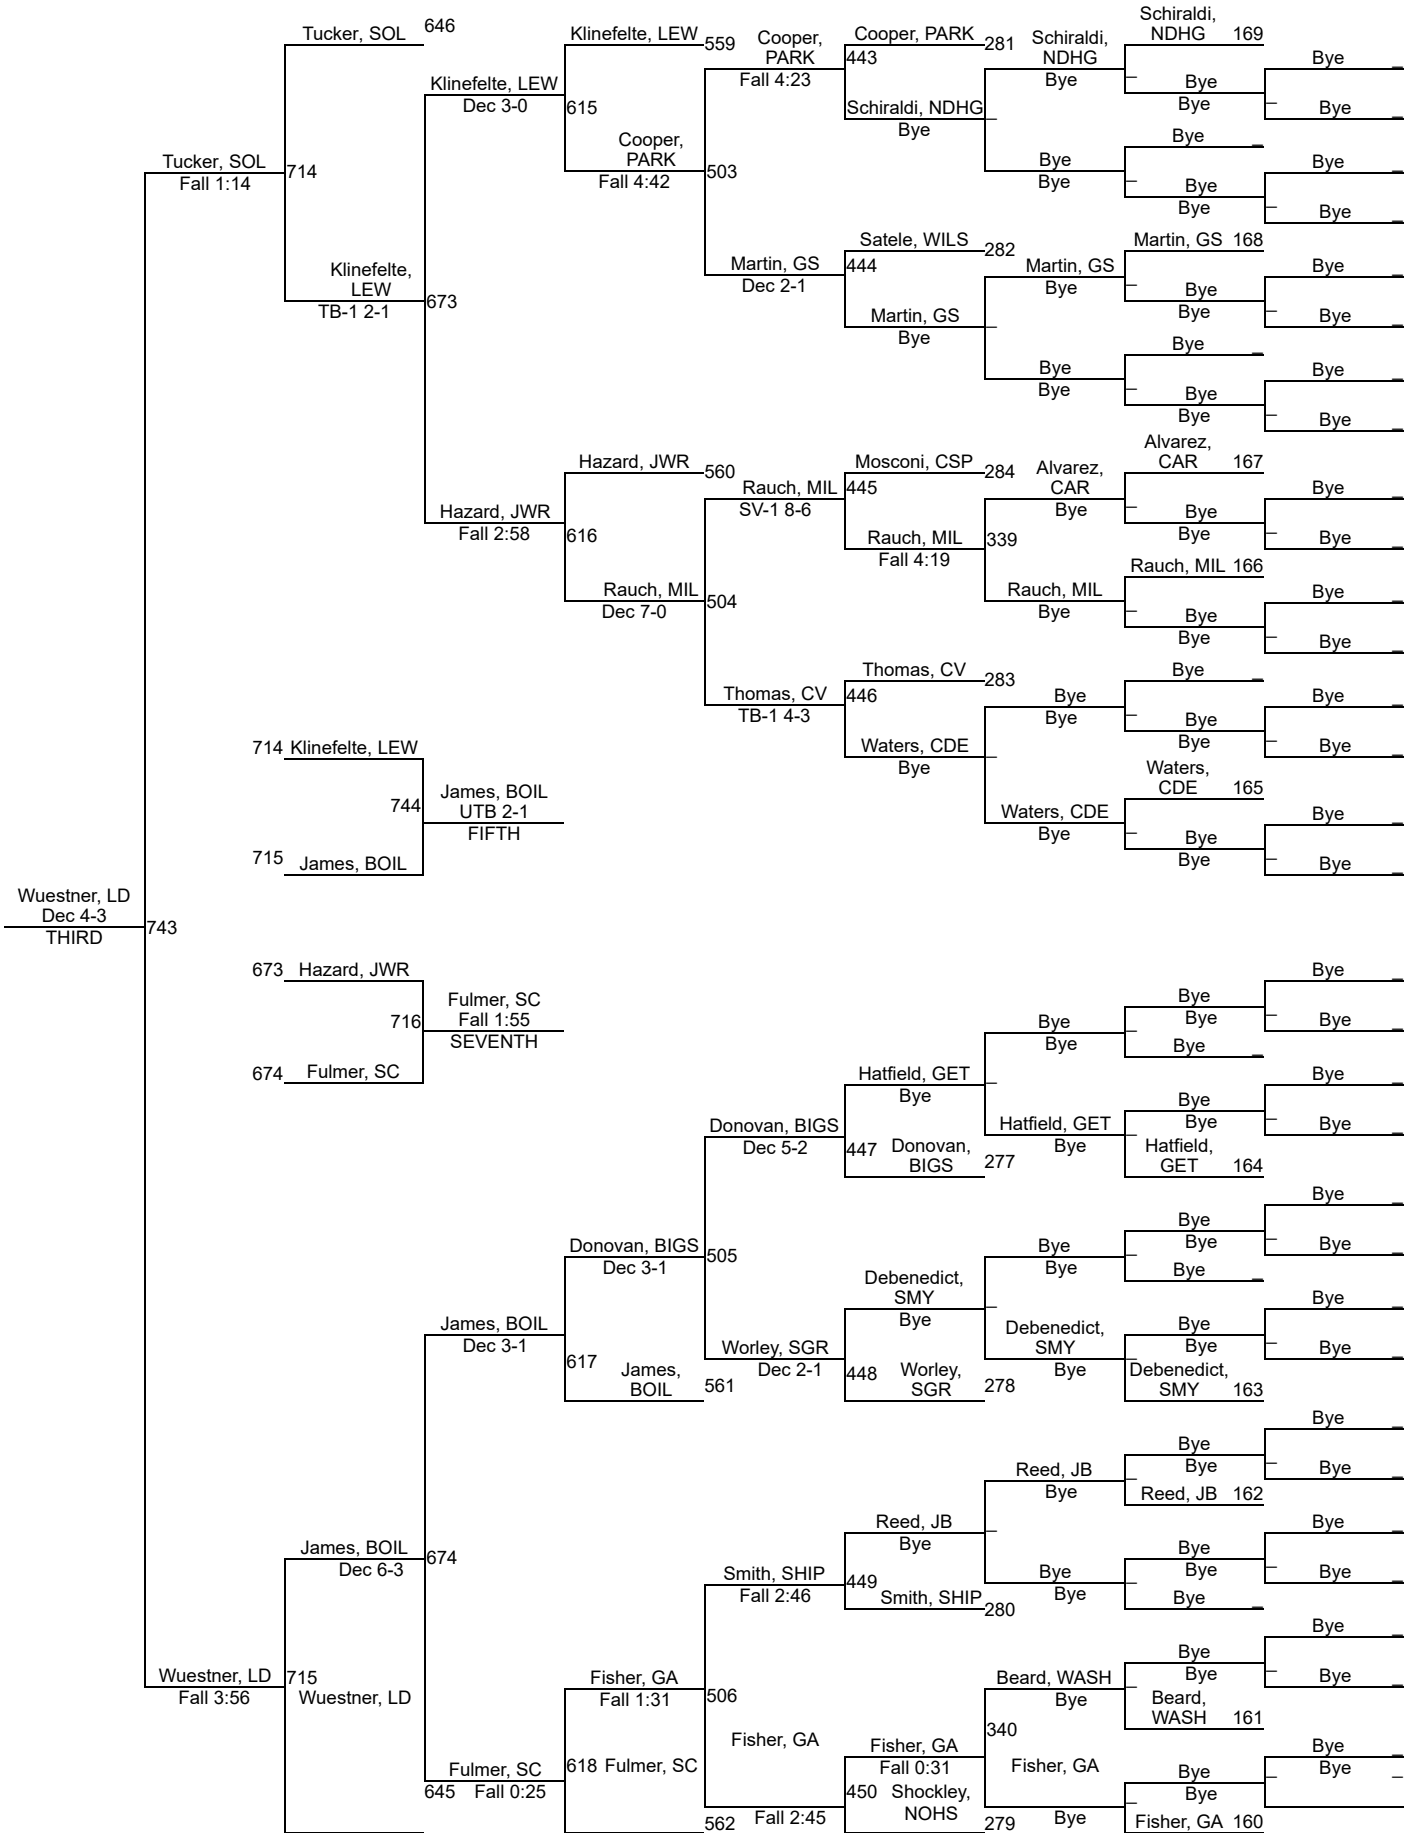 Tucker, SOL 646
Klinefelte, LEW 559
Cooper,
PARK
Fall 4:23
Cooper, PARK 281
443
Schiraldi,
NDHG
Bye
Schiraldi,
NDHG 169
Bye _
_ Bye
Bye
_ Bye _
Klinefelte, LEW
Dec 3-0
615
Schiraldi, NDHG
Bye
_
Cooper,
PARK
Fall 4:42
503
Bye _
Bye
Bye
_ Bye
Bye
Bye _
_ Bye _
Tucker, SOL
Fall 1:14
714
Satele, WILS 282
Martin, GS 168
Martin, GS
Dec 2-1
444
Martin, GS
Bye
Bye _
_ Bye
Bye
_ Bye _
Klinefelte,
LEW
TB-1 2-1
673
Martin, GS
Bye
_
Bye _
Bye
Bye
_ Bye
Bye
Bye _
_ Bye _
Hazard, JWR 560
Mosconi, CSP 284
Alvarez,
CAR
Bye
Alvarez,
CAR 167
Rauch, MIL
SV-1 8-6
445
Bye _
_ Bye
Bye
_ Bye _
Hazard, JWR
Fall 2:58
616
Rauch, MIL
Fall 4:19
339
Rauch, MIL 166
Rauch, MIL
Dec 7-0
504
Rauch, MIL
Bye
_ Bye
Bye
Bye _
_ Bye _
Thomas, CV 283
Bye _
Thomas, CV
TB-1 4-3
446
Bye
Bye
_ Bye
Bye
Bye _
_ Bye _
714 Klinefelte, LEW
Waters, CDE
Bye
_
Waters,
CDE 165
744
James, BOIL
UTB 2-1
FIFTH
Waters, CDE
Bye
_ Bye
Bye
Bye _
_ Bye _
715 James, BOIL
Wuestner, LD
Dec 4-3
THIRD
743
673 Hazard, JWR
Bye _
716
Fulmer, SC
Fall 1:55
SEVENTH
Bye
Bye
_ Bye
Bye
Bye _
_ Bye _
674 Fulmer, SC
Hatfield, GET
Bye
_
Bye _
Donovan, BIGS
Dec 5-2
447 Donovan,
BIGS 277
Hatfield, GET
Bye
_ Bye
Bye
Hatfield,
GET 164
_ Bye _
Bye _
Donovan, BIGS
Dec 3-1
505
Bye
Bye
_ Bye
Bye
Bye _
_ Bye _
Debenedict,
SMY
Bye
_
Bye _
James, BOIL
Dec 3-1
617 James,
BOIL 561
Worley, SGR
Dec 2-1
448 Worley,
SGR 278
Debenedict,
SMY
Bye
_ Bye
Bye
Debenedict,
SMY 163
_ Bye _
Bye _
Reed, JB
Bye
_ Bye
Bye
Reed, JB 162
_ Bye _
James, BOIL
Dec 6-3
674
Reed, JB
Bye
_
Bye _
Smith, SHIP
Fall 2:46
449
Smith, SHIP 280
Bye
Bye
_ Bye
Bye
Bye _
_ Bye _
Bye _
Wuestner, LD
Fall 3:56
715
Wuestner, LD
Fisher, GA
Fall 1:31
506
Beard, WASH
Bye
Bye
Bye
Beard,
WASH 161
_ Bye _
340
Fisher, GA
Fisher, GA
Fall 0:31
Fisher, GA
Bye _
_ Bye _
Fulmer, SC
645 Fall 0:25
618 Fulmer, SC
562 Fall 2:45
450 Shockley,
NOHS
279 Bye
_ Bye
Bye
Fisher, GA 160